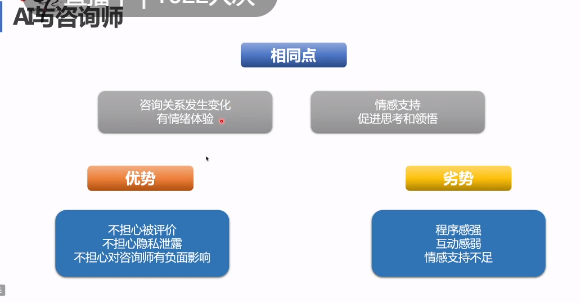 AI与咨询师
相同点
咨询关系发生变化
有情绪体验
情感支持
促进思考和领悟
优势
劣势
不担心被评价
不担心隐私泄露
不担心对咨询师有负面影响
程序感强
互动感弱
情感支持不足